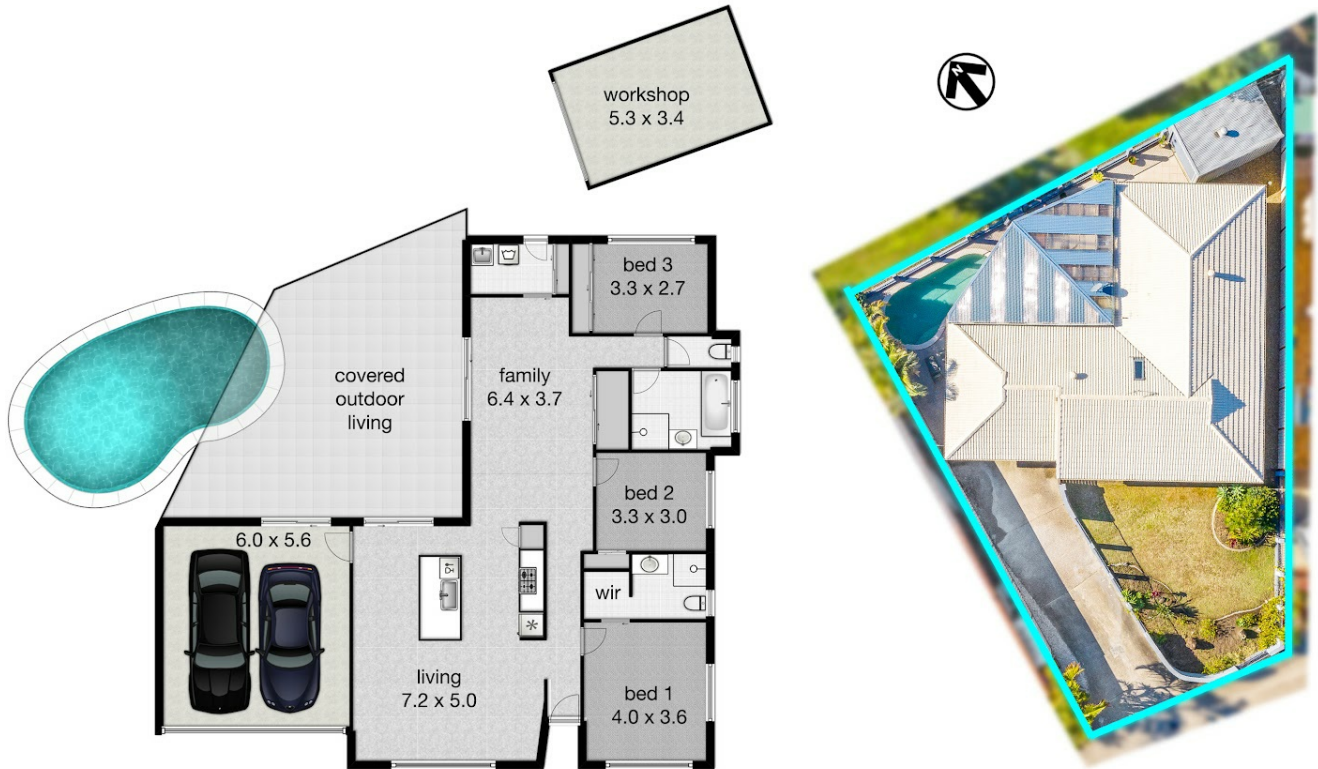 workshop
5.3 x 3.4
N
bed 3
3.3 x 2.7
covered
outdoor
living
family
6.4 x 3.7
bed 2
3.3 x 3.0
6.0 x 5.6
wir
living
7.2 x 5.0
bed 1
4.0 x 3.6